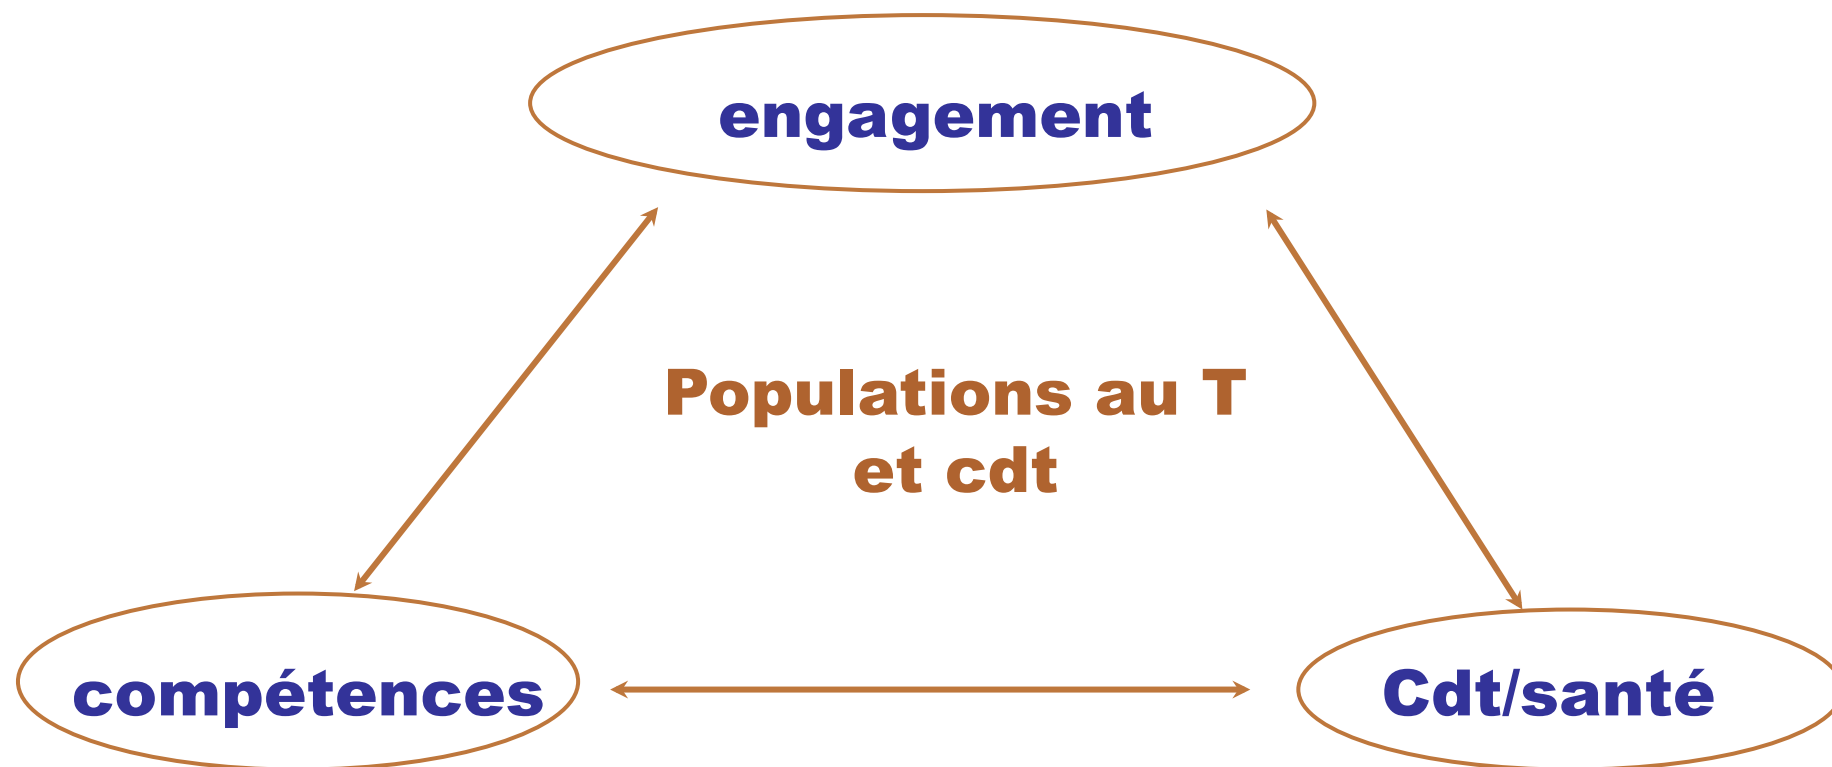 engagement
Populations au T
et cdt
compétences
Cdt/santé